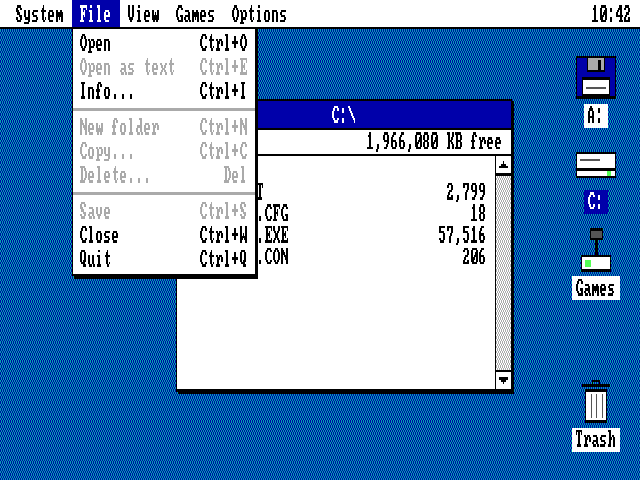 System File View Games Options 10:42
Open Ctrl+O
Open as text Ctrl+E
Info... Ctrl+I
New folder Ctrl+N
Copy... Ctrl+C
Delete... Del
Save Ctrl+S
Close Ctrl+W
Quit Ctrl+Q
C:\
1,966,080 KB free
T 2,799
.CFG 18
.EXE 57,516
.CON 206
A:
C:
Games
Trash